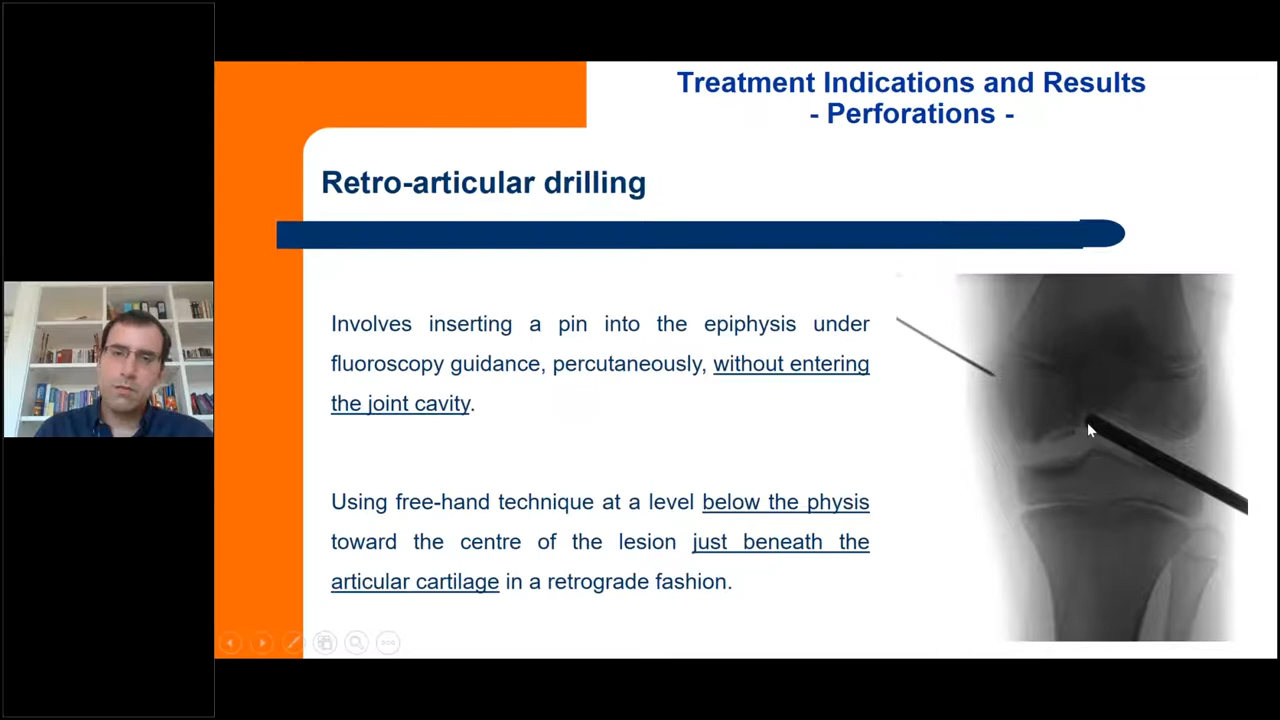 Treatment Indications and Results
- Perforations -
Retro-articular drilling
Involves inserting a pin into the epiphysis under
fluoroscopy guidance, percutaneously, without entering
the joint cavity.
Using free-hand technique at a level below the physis
toward the centre of the lesion just beneath the
articular cartilage in a retrograde fashion.